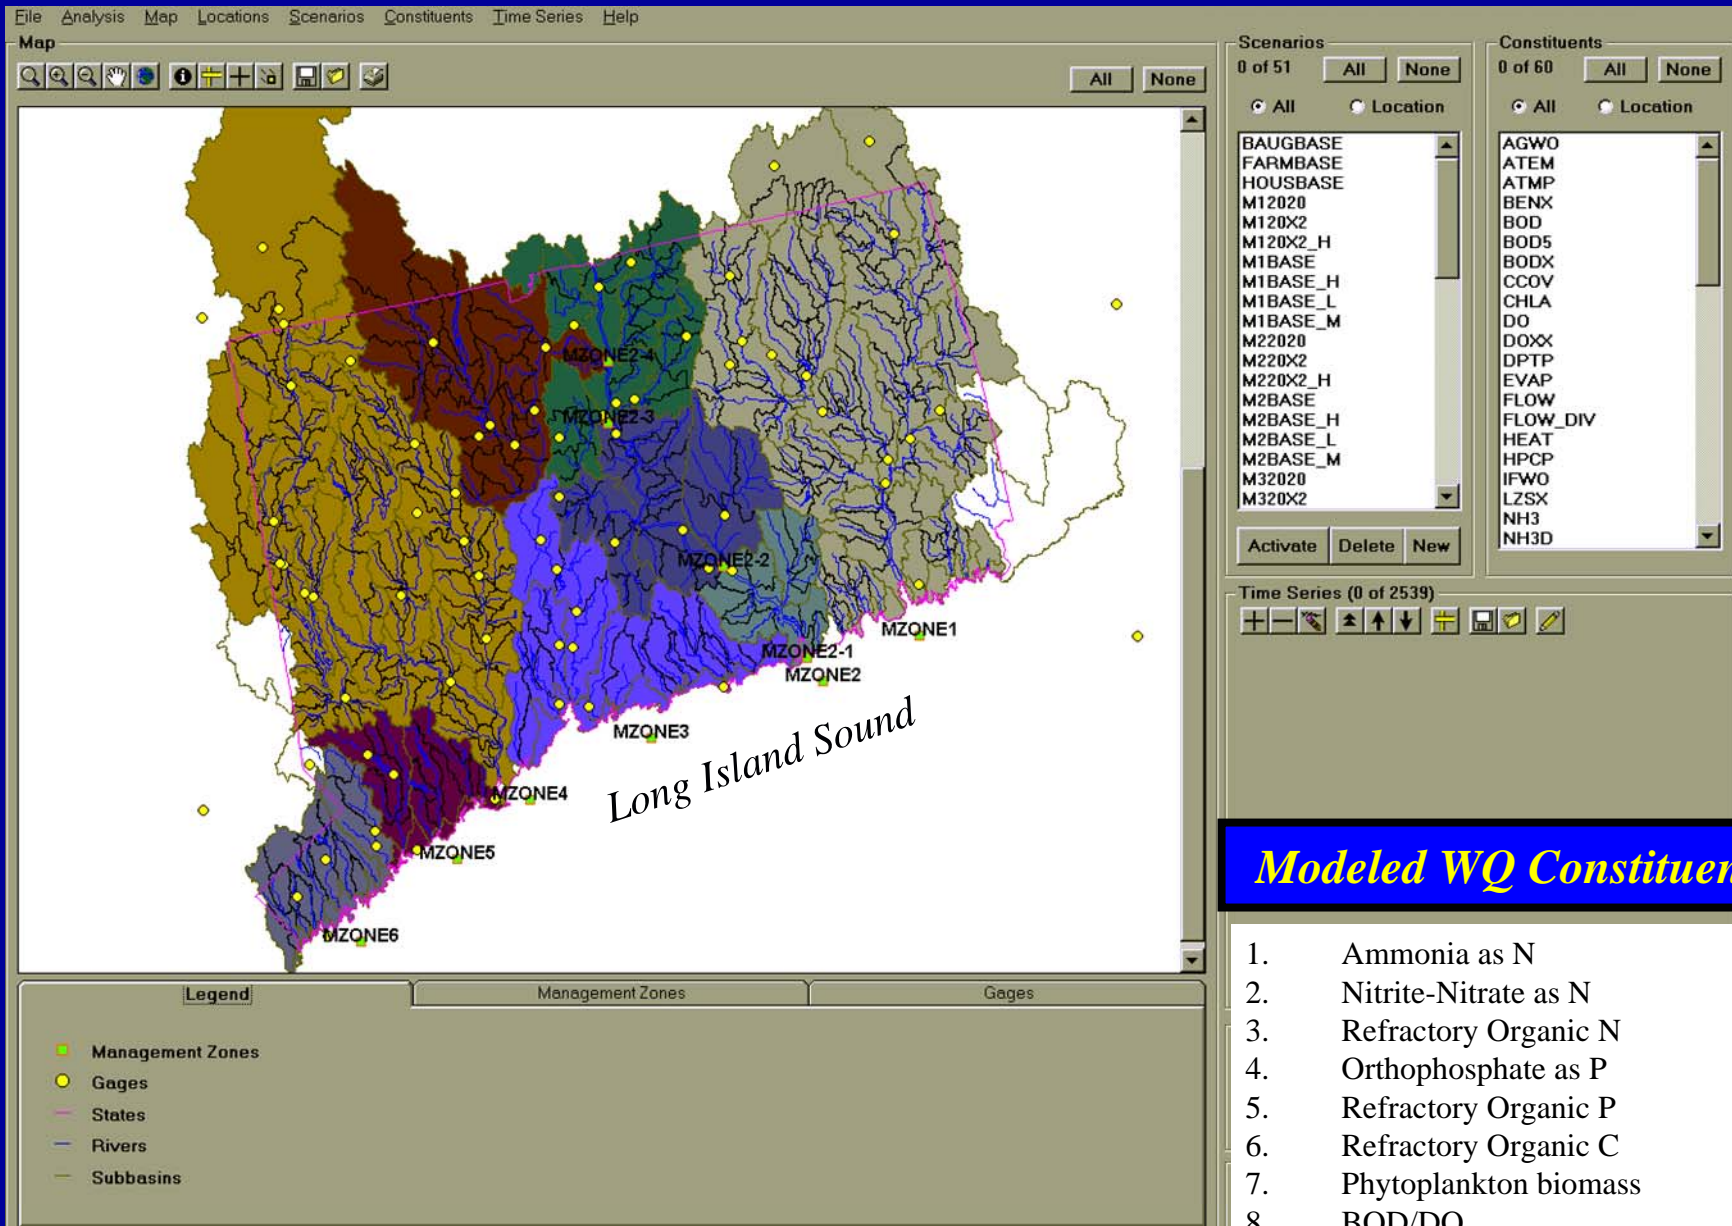 File Analysis Map Locations Scenarios Constituents Time Series Help
Map
All None
MZONE2-4
MZONE2-3
MZONE2-2
MZONE1
MZONE2-1
MZONE2
MZONE3
Long Island Sound
MZONE4
MZONE5
MZONE6
Legend Management Zones Gages
Management Zones
Gages
States
Rivers
Subbasins
Scenarios
0 of 51 All None
All Location
BAUGBASE
FARMBASE
HOUSBASE
M12020
M120X2
M120X2_H
M1BASE
M1BASE_H
M1BASE_L
M1BASE_M
M22020
M220X2
M220X2_H
M2BASE
M2BASE_H
M2BASE_L
M2BASE_M
M32020
M320X2
Activate Delete New
Constituents
0 of 60 All None
All Location
AGWO
ATEM
ATMP
BENX
BOD
BOD5
BODX
CCOV
CHLA
DO
DOXX
DPTP
EVAP
FLOW
FLOW_DIV
HEAT
HPCP
IFWO
LZSX
NH3
NH3D
Time Series (0 of 2539)
Modeled WQ Constituen
1. Ammonia as N
2. Nitrite-Nitrate as N
3. Refractory Organic N
4. Orthophosphate as P
5. Refractory Organic P
6. Refractory Organic C
7. Phytoplankton biomass
8. BOD/DO